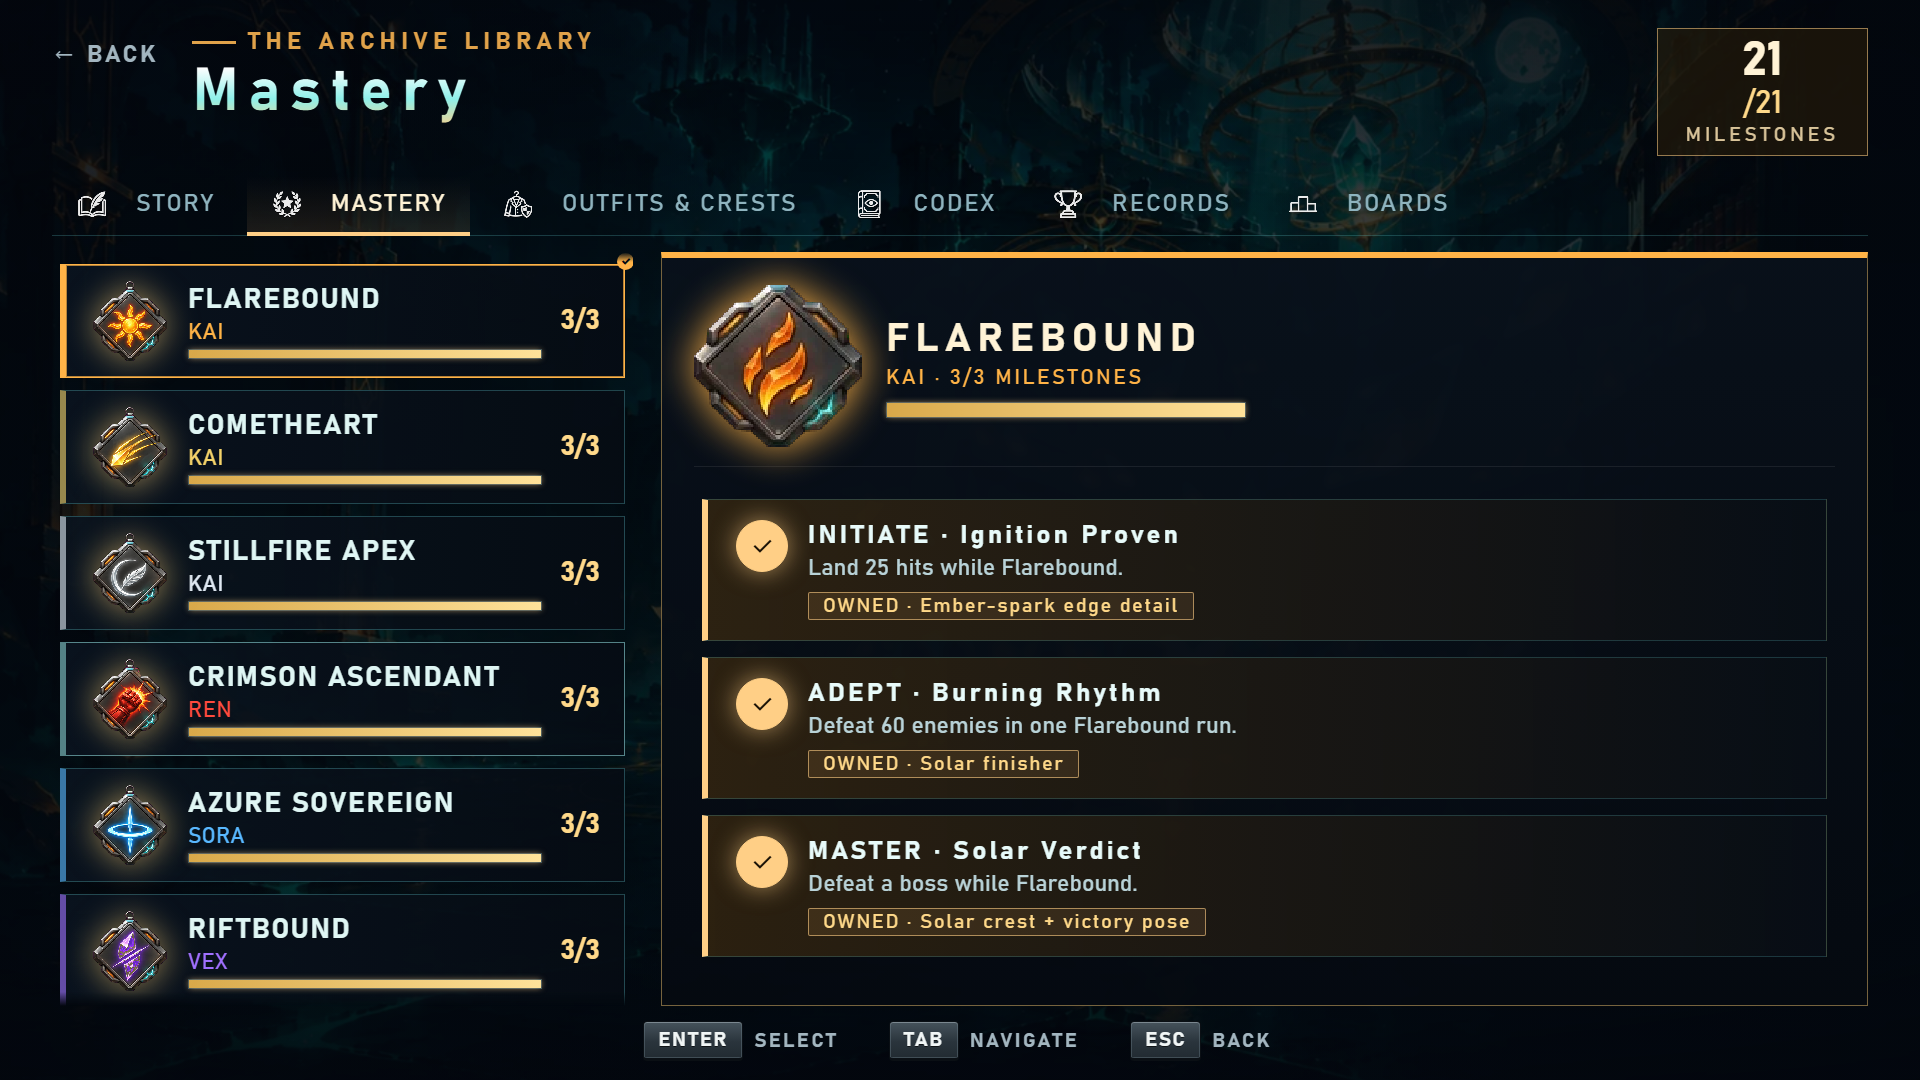 ← BACK
THE ARCHIVE LIBRARY
Mastery
21
/21
MILESTONES
STORY
MASTERY
OUTFITS & CRESTS
CODEX
RECORDS
BOARDS
FLAREBOUND
KAI
3/3
COMETHEART
KAI
3/3
STILLFIRE APEX
KAI
3/3
CRIMSON ASCENDANT
REN
3/3
AZURE SOVEREIGN
SORA
3/3
RIFTBOUND
VEX
3/3
FLAREBOUND
KAI · 3/3 MILESTONES
INITIATE · Ignition Proven
Land 25 hits while Flarebound.
OWNED · Ember-spark edge detail
ADEPT · Burning Rhythm
Defeat 60 enemies in one Flarebound run.
OWNED · Solar finisher
MASTER · Solar Verdict
Defeat a boss while Flarebound.
OWNED · Solar crest + victory pose
ENTER SELECT TAB NAVIGATE ESC BACK